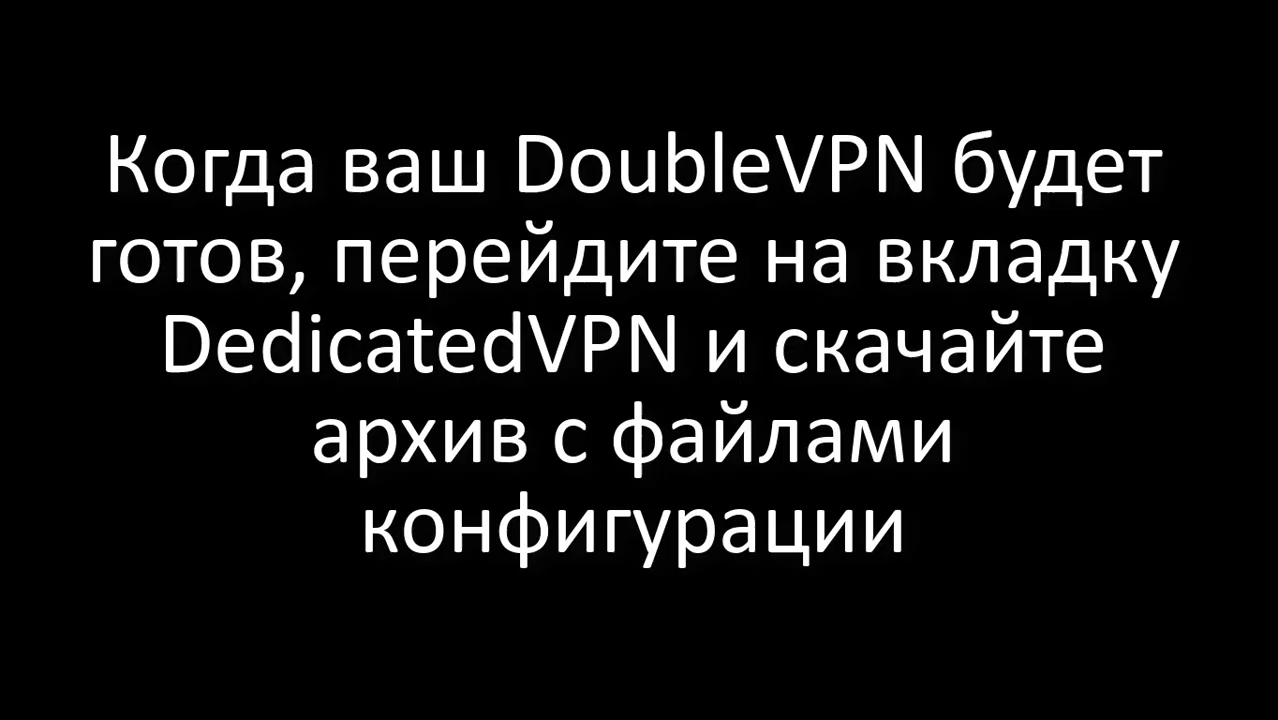 Когда ваш DoubleVPN будет
готов, перейдите на вкладку
DedicatedVPN и скачайте
архив с файлами
конфигурации